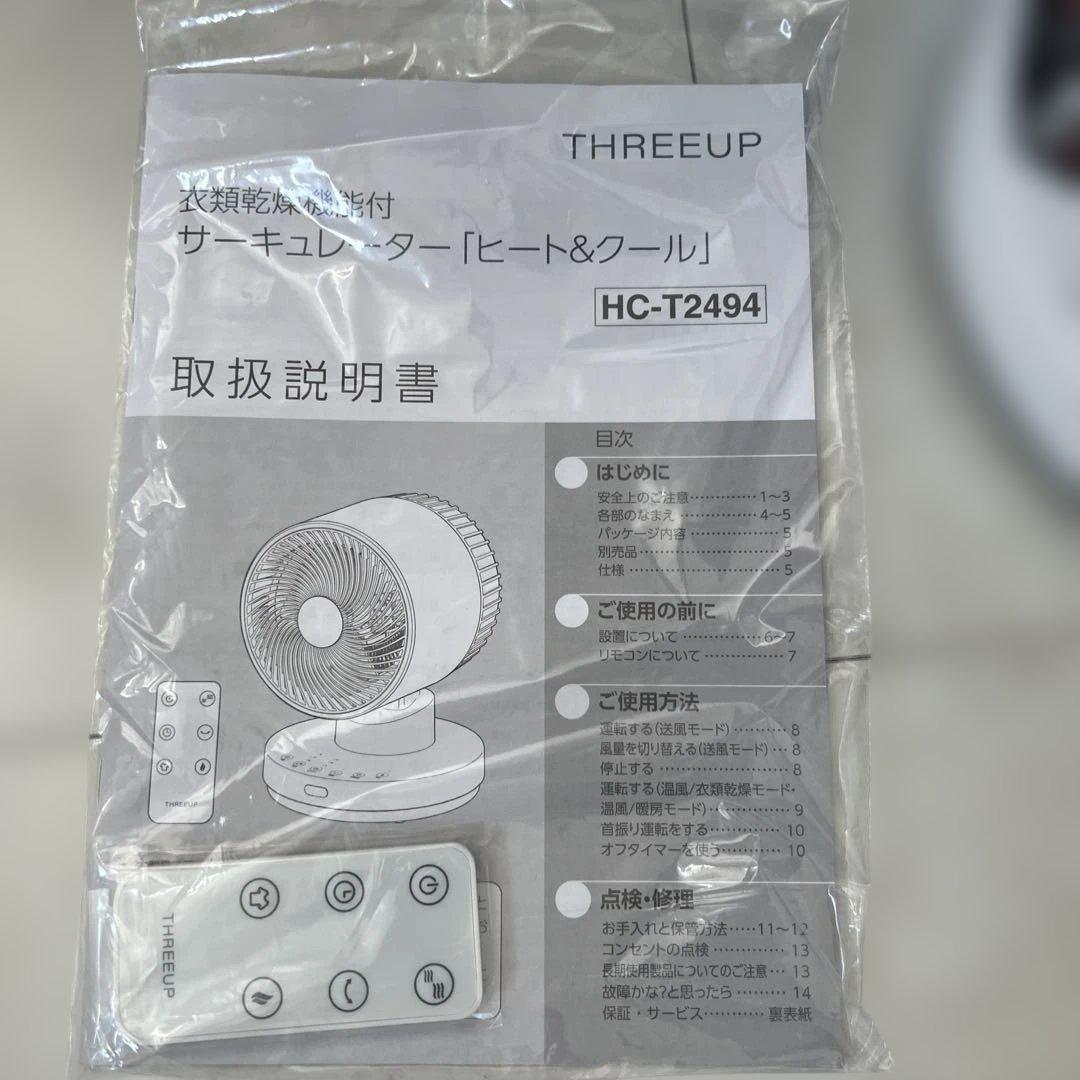 THREEUP
衣類乾燥機能付
サーキュレーター「ヒート&クール」
HC-T2494
取扱説明書
目次
はじめに
安全上のご注意・・・・・・・・・・・・・1〜3
各部のなまえ・・・・・・・・・・・・・・・4〜5
パッケージ内容・・・・・・・・・・・・・・・・5
別売品・・・・・・・・・・・・・・・・・・・・・・・・・・5
仕様・・・・・・・・・・・・・・・・・・・・・・・・・・・・5
ご使用の前に
設置について・・・・・・・・・・・・・・・6〜7
リモコンについて・・・・・・・・・・・・・・・7
ご使用方法
運転する(送風モード)・・・・・・・・・・8
風量を切り替える(送風モード)・・・8
停止する・・・・・・・・・・・・・・・・・・・・・・・・8
運転する(温風/衣類乾燥モード・
温風/暖房モード)・・・・・・・・・・・・・・・9
首振り運転をする・・・・・・・・・・・・・10
オフタイマーを使う・・・・・・・・・・・10
点検・修理
お手入れと保管方法・・・・・11〜12
コンセントの点検・・・・・・・・・・・・・13
長期使用製品についてのご注意・・・13
故障かな?と思ったら・・・・・・・・・14
保証・サービス・・・・・・・・・・・裏表紙
THREEUP
THREEUP